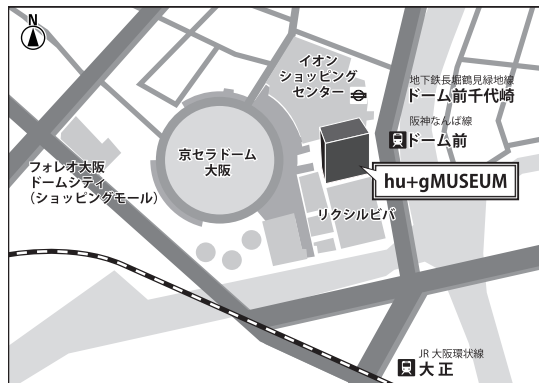 N
イオン
ショッピング
センター
地下鉄長堀鶴見緑地線
ドーム前千代崎
阪神なんば線
ドーム前
京セラドーム
大阪
フォレオ大阪
ドームシティ
(ショッピングモール)
hu+gMUSEUM
リクシルビバ
JR大阪環状線
大正